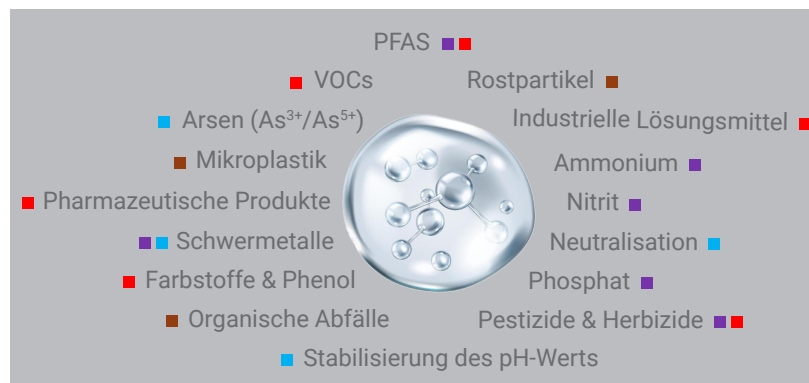 PFAS
VOCs
Rostpartikel
Arsen (As³⁺/As⁵⁺)
Industrielle Lösungsmittel
Mikroplastik
Ammonium
Pharmazeutische Produkte
Nitrit
Schwermetalle
Neutralisation
Farbstoffe & Phenol
Phosphat
Organische Abfälle
Pestizide & Herbizide
Stabilisierung des pH-Werts